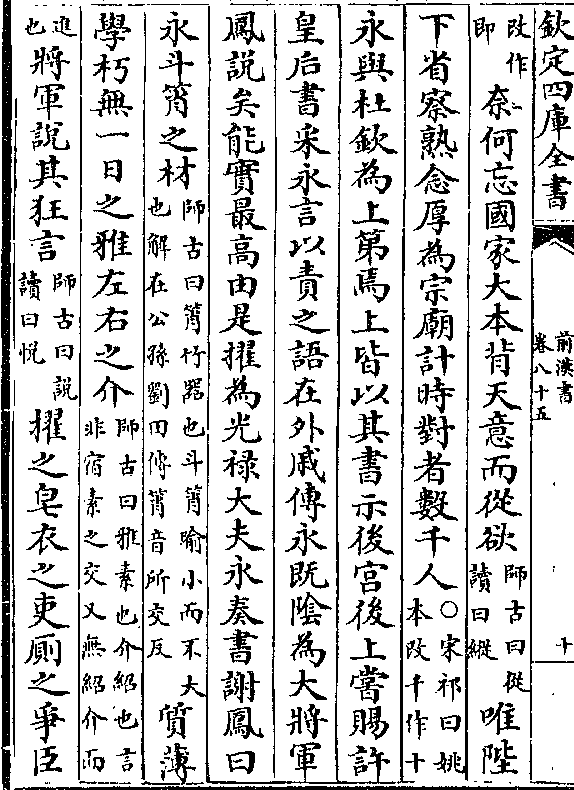 欽定四庫全書
前漢書
卷八十五
十
改作
即
奈何忘國家大本背天意而從欲
師古曰從
讀曰縱
唯陛
下省察熟念厚為宗廟計時對者數千人
○宋祁曰姚
本改千作十
永與杜欽為上第焉上皆以其書示後宮後上嘗賜許
皇后書采永言以責之語在外戚傳永既陰為大將軍
鳳說矣能實最高由是擢為光禄大夫永奏書謝鳳曰
永斗筲之材
師古曰筲竹器也斗筲喻小而不大
也解在公孫劉田傳筲音所交反
質薄
學朽無一日之雅左右之介
師古曰雅素也介紹也言
非宿素之交又無紹介而
進
也
將軍說其狂言
師古曰說
讀曰悅
擢之皂衣之吏厠之爭臣